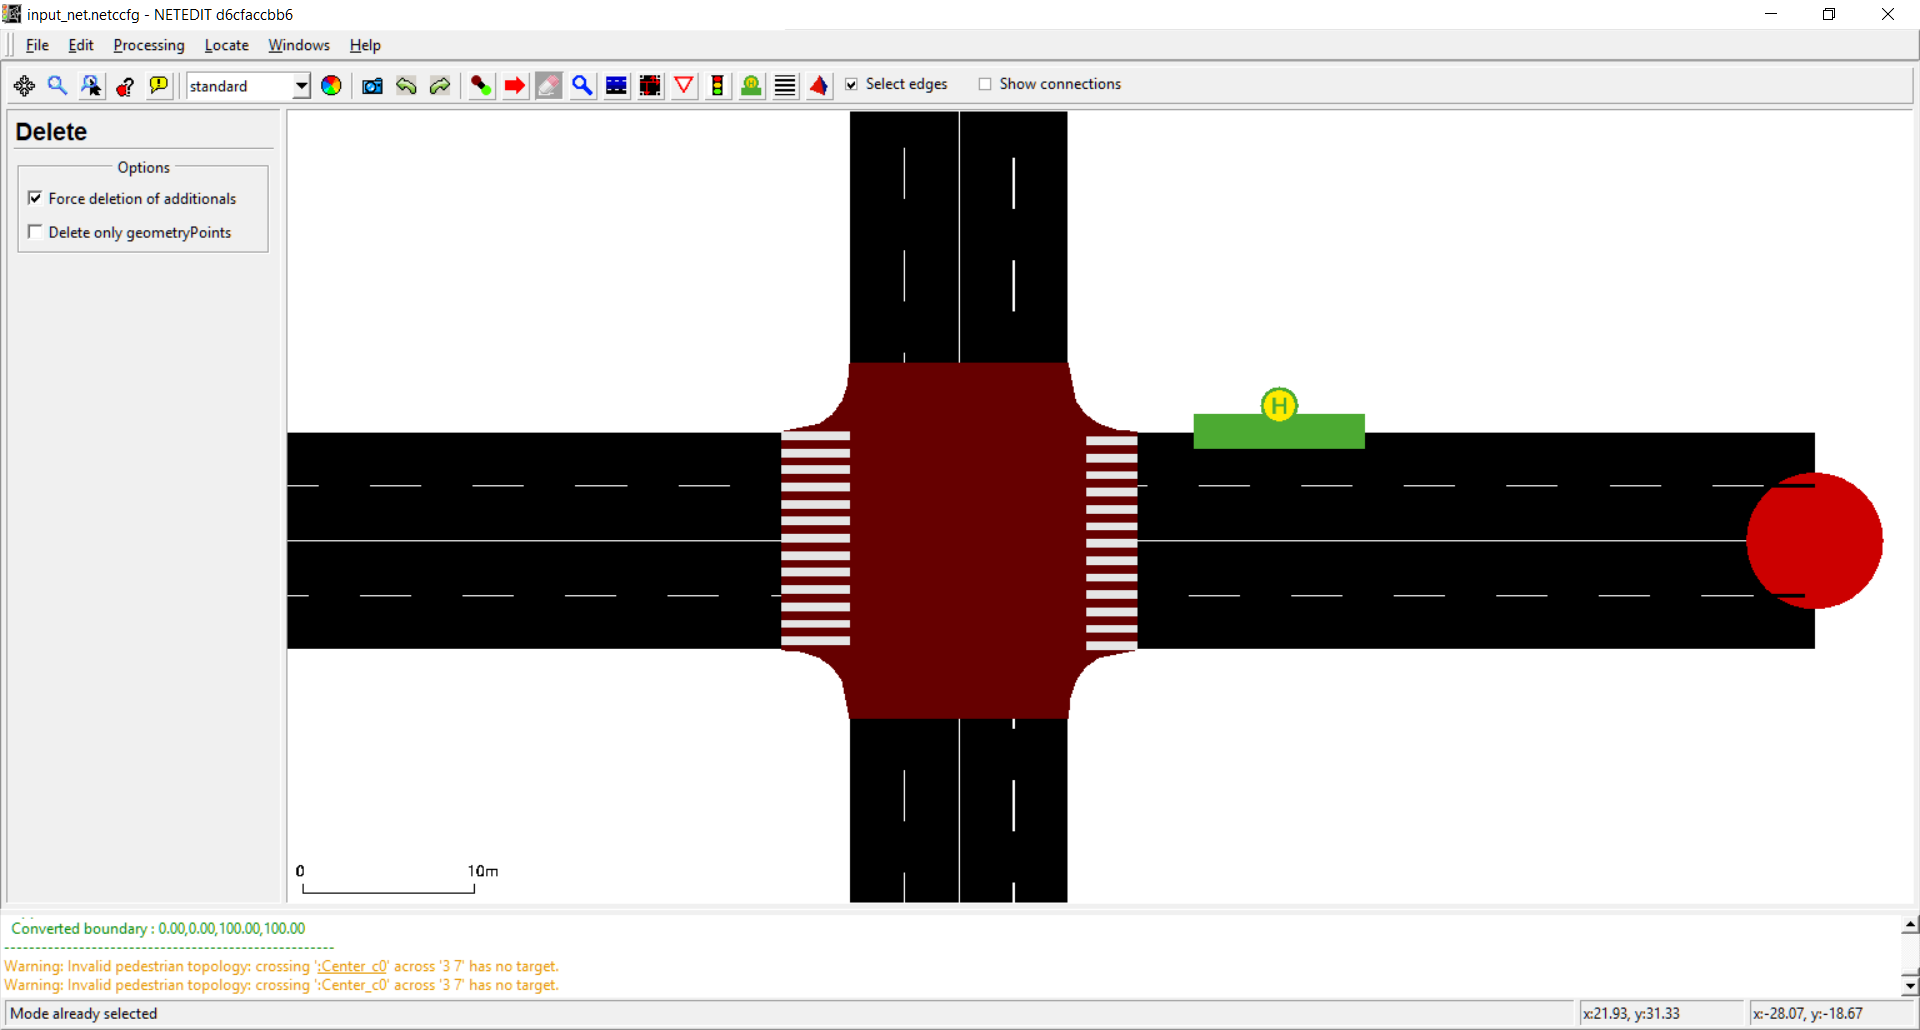 input_net.netccfg - NETEDIT d6cfaccbb6
File Edit Processing Locate Windows Help
standard Select edges Show connections
Delete
Options
Force deletion of additionals
Delete only geometryPoints
H
0 10m
Converted boundary : 0.00,0.00,100.00,100.00
----------------------------------------------------
Warning: Invalid pedestrian topology: crossing ':Center_c0' across '3 7' has no target.
Warning: Invalid pedestrian topology: crossing ':Center_c0' across '3 7' has no target.
Mode already selected x:21.93, y:31.33 x:-28.07, y:-18.67